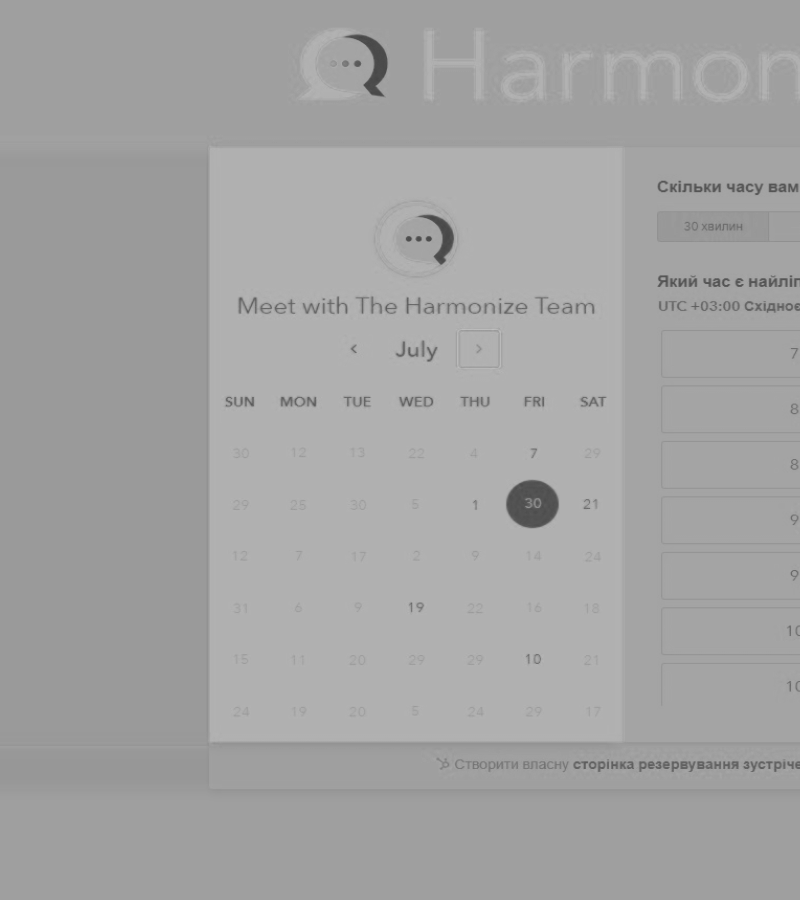 Harmon
Meet with The Harmonize Team
July
SUN MON TUE WED THU FRI SAT
30 12 13 22 4 7 29
29 25 30 5 1 30 21
12 7 17 2 9 14 24
31 6 9 19 22 16 18
15 11 20 29 29 10 21
24 19 20 5 24 29 17
Скільки часу вам
30 хвилин
Який час є найліп
UTC +03:00 Східноє
7
8
8
9
9
10
10
Створити власну сторінка резервування зустріче